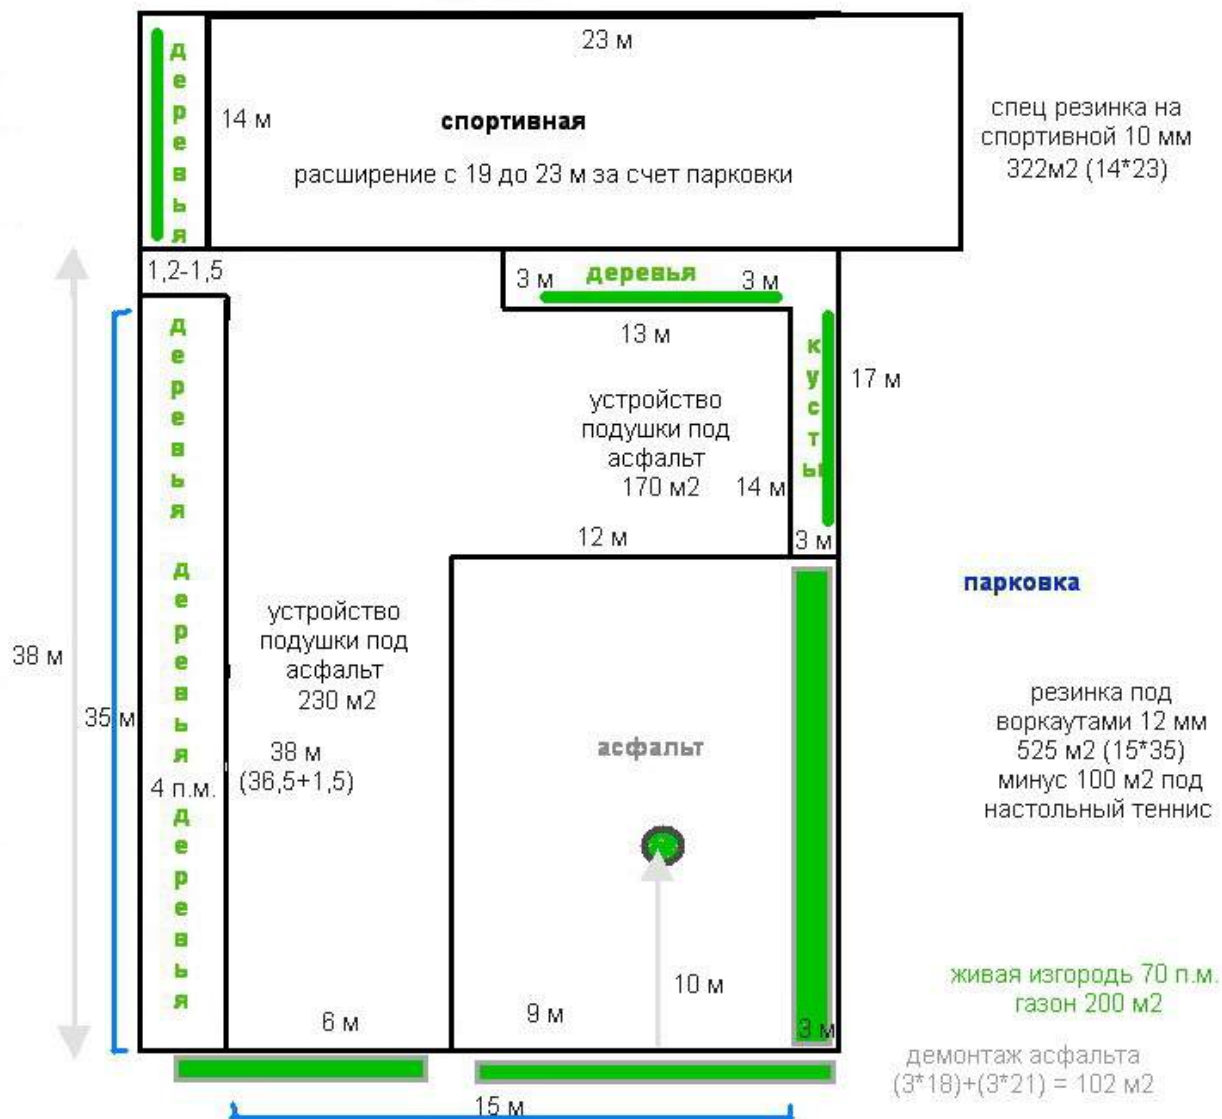 23 м
деревья
14 м
спортивная
расширение с 19 до 23 м за счет парковки
спец резинка на
спортивной 10 мм
322м2 (14*23)
1,2-1,5
3 м
деревья
3 м
13 м
кусты
17 м
деревья
устройство
подушки под
асфальт
170 м2
14 м
12 м
3 м
парковка
деревья
устройство
подушки под
асфальт
230 м2
38 м
35 м
38 м
(36,5+1,5)
4 п.м.
асфальт
резинка под
воркаутами 12 мм
525 м2 (15*35)
минус 100 м2 под
настольный теннис
деревья
10 м
6 м
9 м
3 м
живая изгородь 70 п.м.
газон 200 м2
демонтаж асфальта
(3*18)+(3*21) = 102 м2
15 м